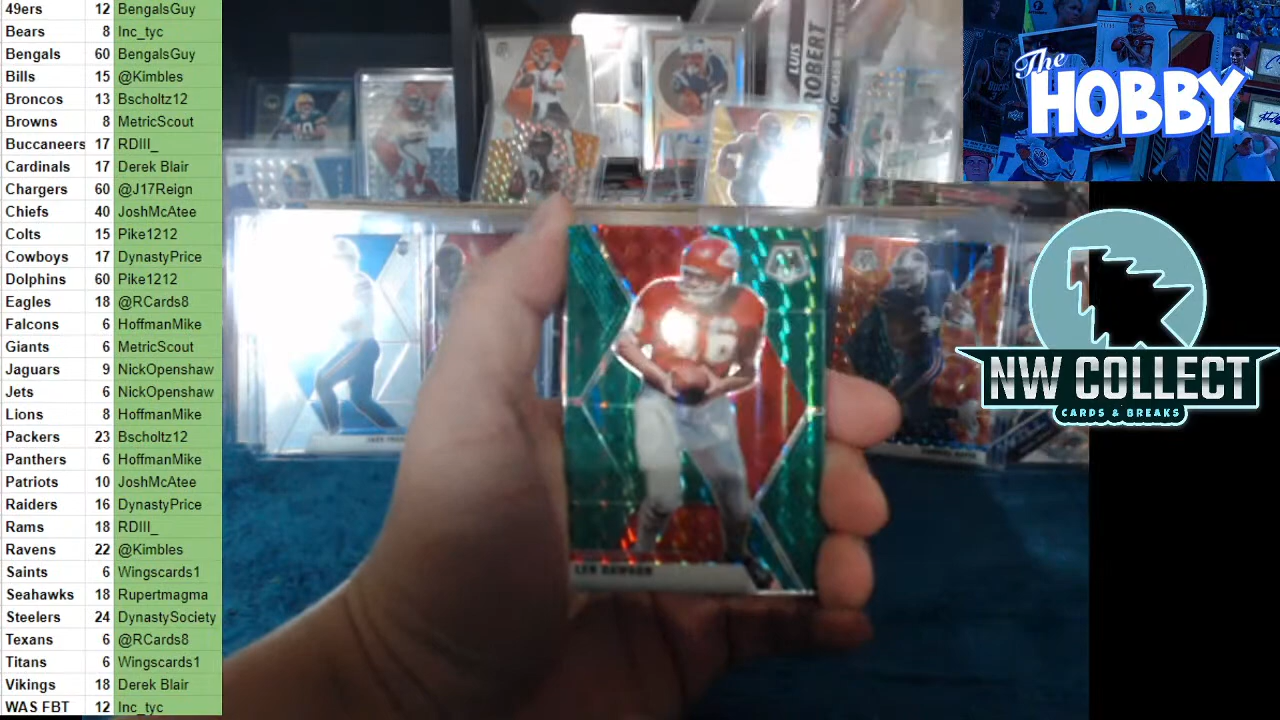 49ers 12 BengalsGuy
Bears 8 Inc_tyc
Bengals 60 BengalsGuy
Bills 15 @Kimbles
Broncos 13 Bscholtz12
Browns 8 MetricScout
Buccaneers 17 RDIII_
Cardinals 17 Derek Blair
Chargers 60 @J17Reign
Chiefs 40 JoshMcAtee
Colts 15 Pike1212
Cowboys 17 DynastyPrice
Dolphins 60 Pike1212
Eagles 18 @RCards8
Falcons 6 HoffmanMike
Giants 6 MetricScout
Jaguars 9 NickOpenshaw
Jets 6 NickOpenshaw
Lions 8 HoffmanMike
Packers 23 Bscholtz12
Panthers 6 HoffmanMike
Patriots 10 JoshMcAtee
Raiders 16 DynastyPrice
Rams 18 RDIII_
Ravens 22 @Kimbles
Saints 6 Wingscards1
Seahawks 18 Rupertmagma
Steelers 24 DynastySociety
Texans 6 @RCards8
Titans 6 Wingscards1
Vikings 18 Derek Blair
WAS FBT 12 Inc_tyc
LUIS
ROBERT
LEN DAWSON
The
HOBBY
NW COLLECT
CARDS & BREAKS